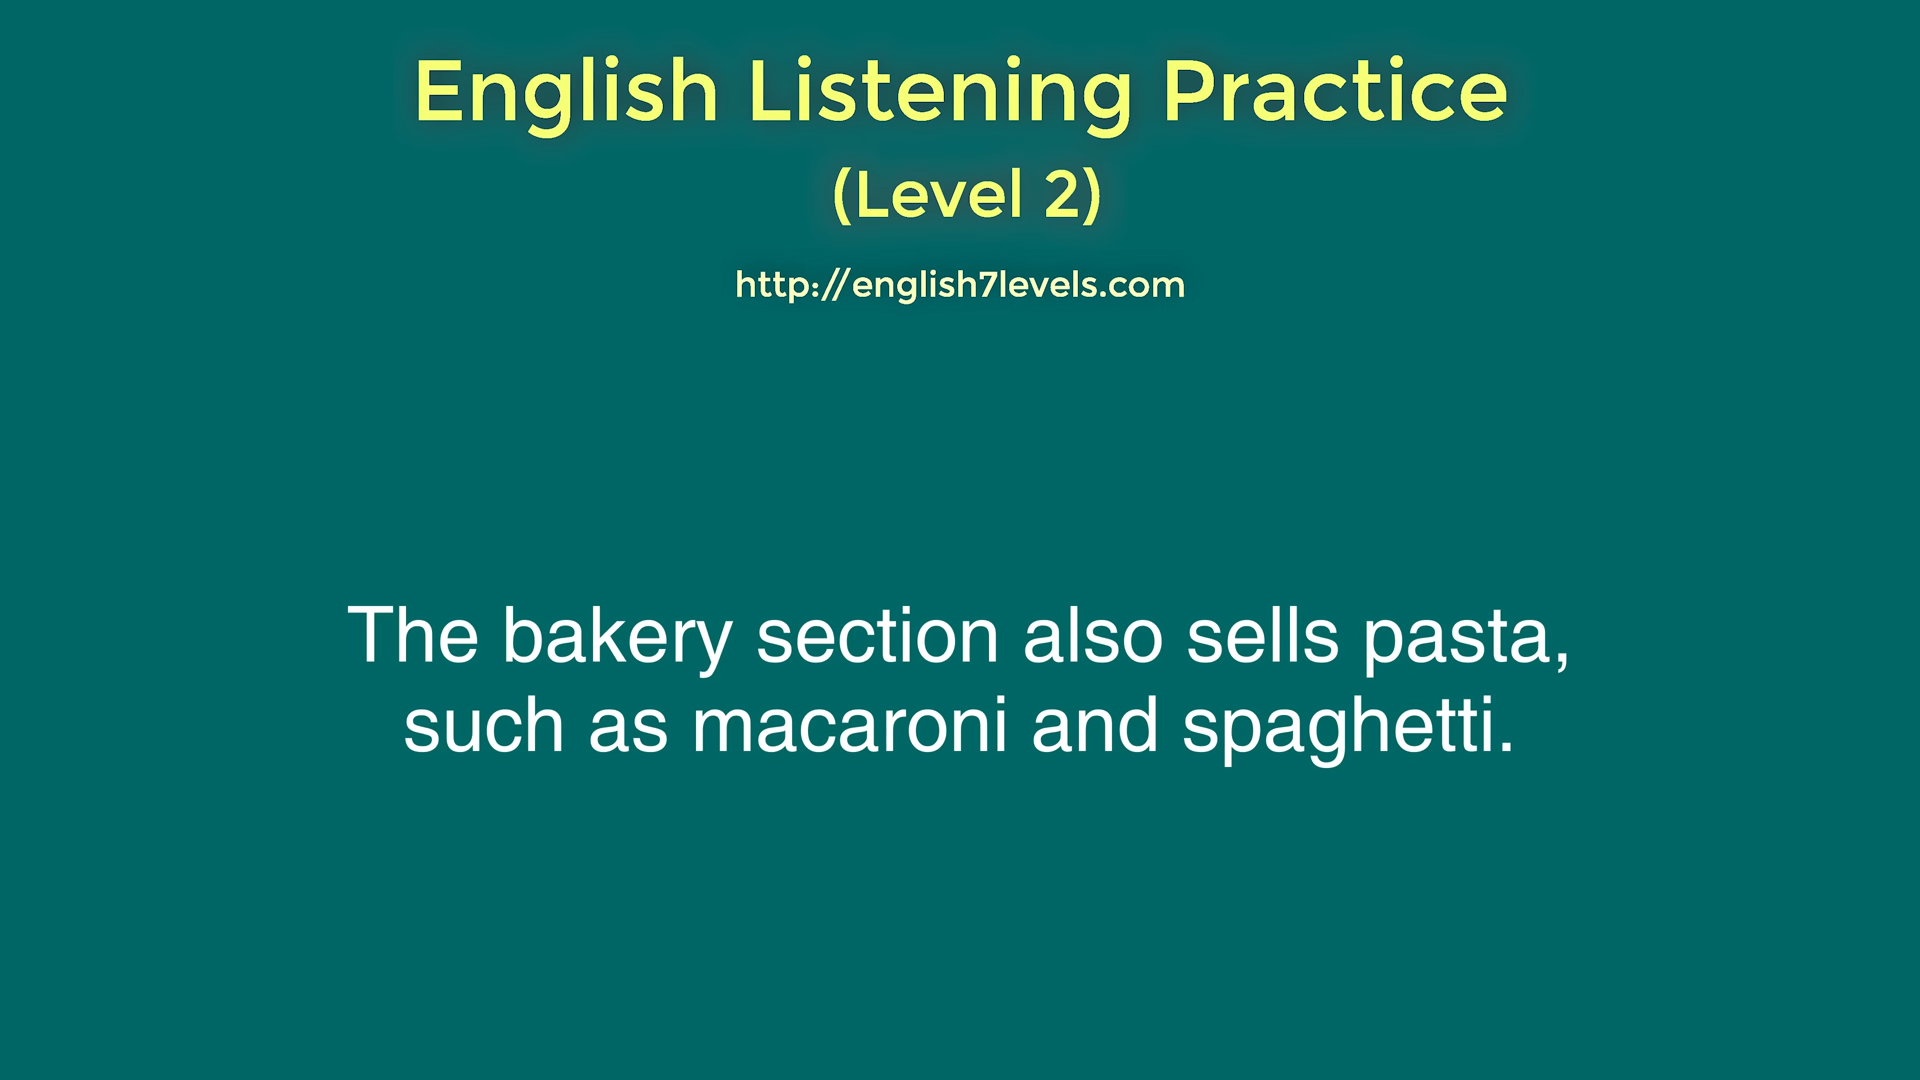 English Listening Practice
(Level 2)
http://english7levels.com
The bakery section also sells pasta,
such as macaroni and spaghetti.